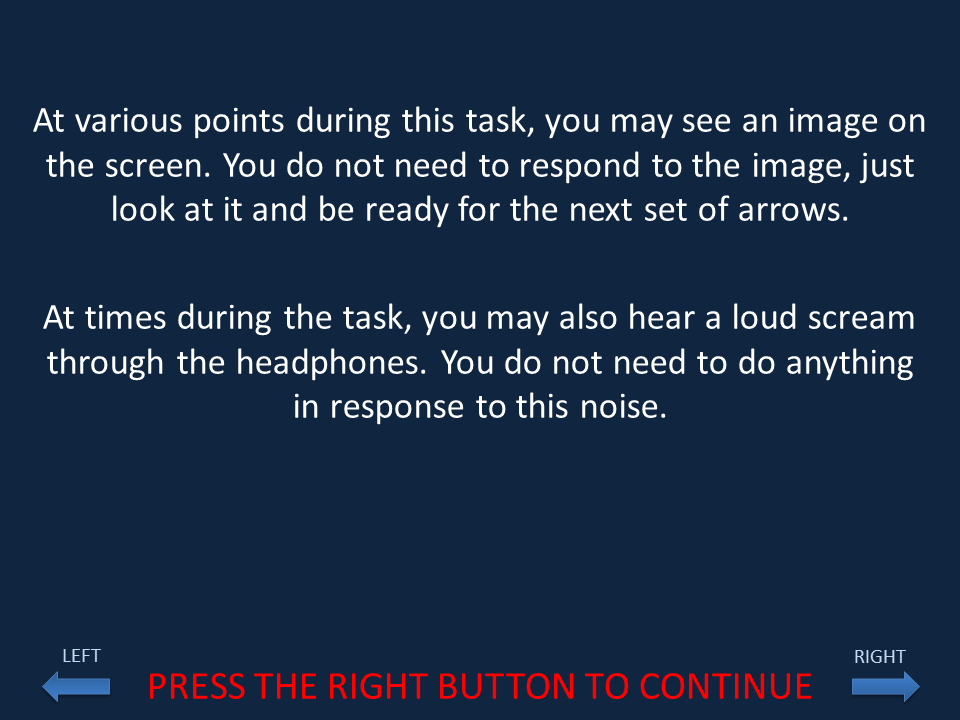 At various points during this task, you may see an image on
the screen. You do not need to respond to the image, just
look at it and be ready for the next set of arrows.
At times during the task, you may also hear a loud scream
through the headphones. You do not need to do anything
in response to this noise.
LEFT
RIGHT
PRESS THE RIGHT BUTTON TO CONTINUE